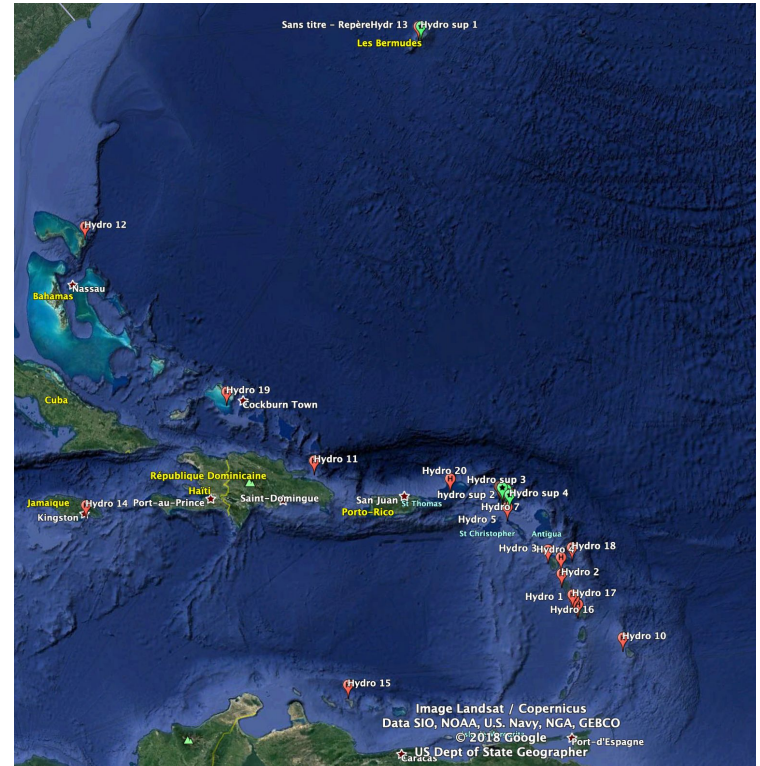 Sans titre - RepèreHydr 13
Hydro sup 1
Les Bermudes
Hydro 12
Nassau
Bahamas
Hydro 19
Cockburn Town
Cuba
Hydro 11
République Dominicaine
Hydro 20
Hydro sup 3
Haïti
hydro sup 2
Hydro sup 4
Jamaïque
Hydro 14
Port-au-Prince
Saint-Domingue
San Juan
St Thomas
Hydro 7
Kingston
Porto-Rico
Hydro 5
St Christopher
Antigua
Hydro 3
Hydro 4
Hydro 18
Hydro 2
Hydro 1
Hydro 17
Hydro 16
Hydro 10
Hydro 15
Image Landsat / Copernicus
Data SIO, NOAA, U.S. Navy, NGA, GEBCO
© 2018 Google
Port-d'Espagne
US Dept of State Geographer
Caracas